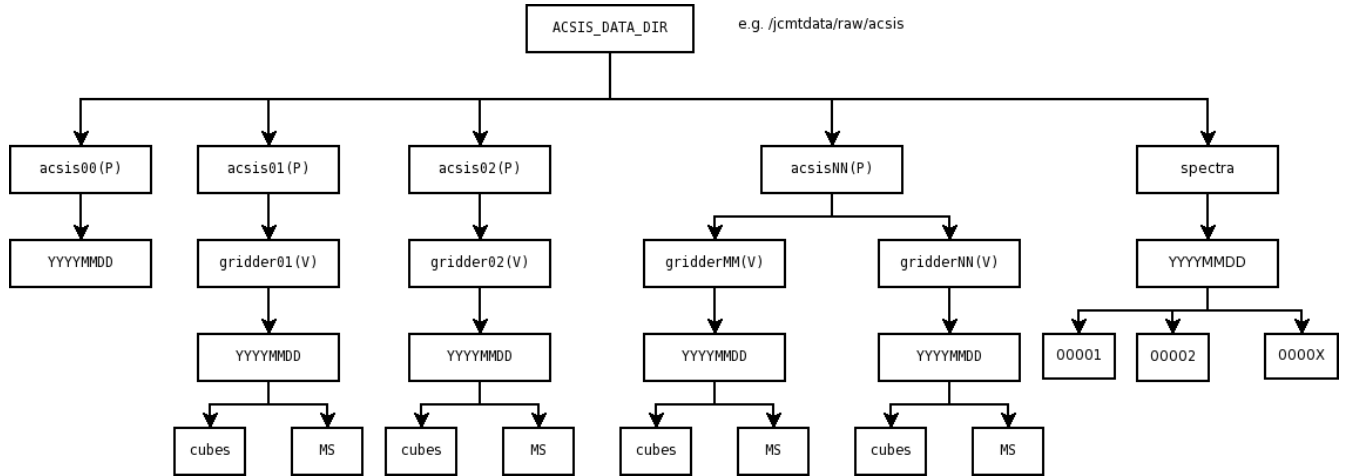 ACSIS_DATA_DIR
e.g. /jcmtdata/raw/acsis
acsis00(P)
acsis01(P)
acsis02(P)
acsisNN(P)
spectra
YYYYMMDD
gridder01(V)
gridder02(V)
gridderMM(V)
gridderNN(V)
YYYYMMDD
YYYYMMDD
YYYYMMDD
YYYYMMDD
YYYYMMDD
00001
00002
0000X
cubes
MS
cubes
MS
cubes
MS
cubes
MS